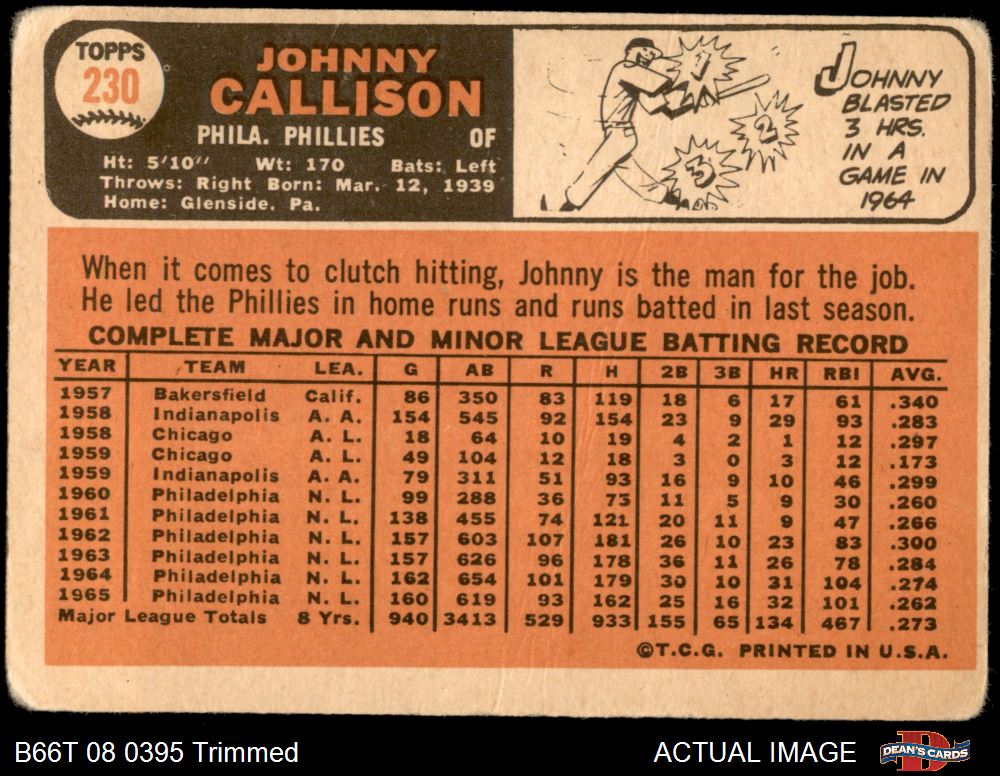 TOPPS
230
JOHNNY
CALLISON
PHILA. PHILLIES OF
Ht: 5'10" Wt: 170 Bats: Left
Throws: Right Born: Mar. 12, 1939
Home: Glenside. Pa.
1
2
3
JOHNNY
BLASTED
3 HRS.
IN A
GAME IN
1964
When it comes to clutch hitting, Johnny is the man for the job.
He led the Phillies in home runs and runs batted in last season.
COMPLETE MAJOR AND MINOR LEAGUE BATTING RECORD
YEAR TEAM LEA. G AB R H 2B 3B HR RBI AVG.
1957 Bakersfield Calif. 86 350 83 119 18 6 17 61 .340
1958 Indianapolis A. A. 154 545 92 154 23 9 29 93 .283
1958 Chicago A. L. 18 64 10 19 4 2 1 12 .297
1959 Chicago A. L. 49 104 12 18 3 0 3 12 .173
1959 Indianapolis A. A. 79 311 51 93 16 9 10 46 .299
1960 Philadelphia N. L. 99 288 36 75 11 5 9 30 .260
1961 Philadelphia N. L. 138 455 74 121 20 11 9 47 .266
1962 Philadelphia N. L. 157 603 107 181 26 10 23 83 .300
1963 Philadelphia N. L. 157 626 96 178 36 11 26 78 .284
1964 Philadelphia N. L. 162 654 101 179 30 10 31 104 .274
1965 Philadelphia N. L. 160 619 93 162 25 16 32 101 .262
Major League Totals 8 Yrs. 940 3413 529 933 155 65 134 467 .273
©T.C.G. PRINTED IN U.S.A.
B66T 08 0395 Trimmed
ACTUAL IMAGE
DEAN'S CARDS